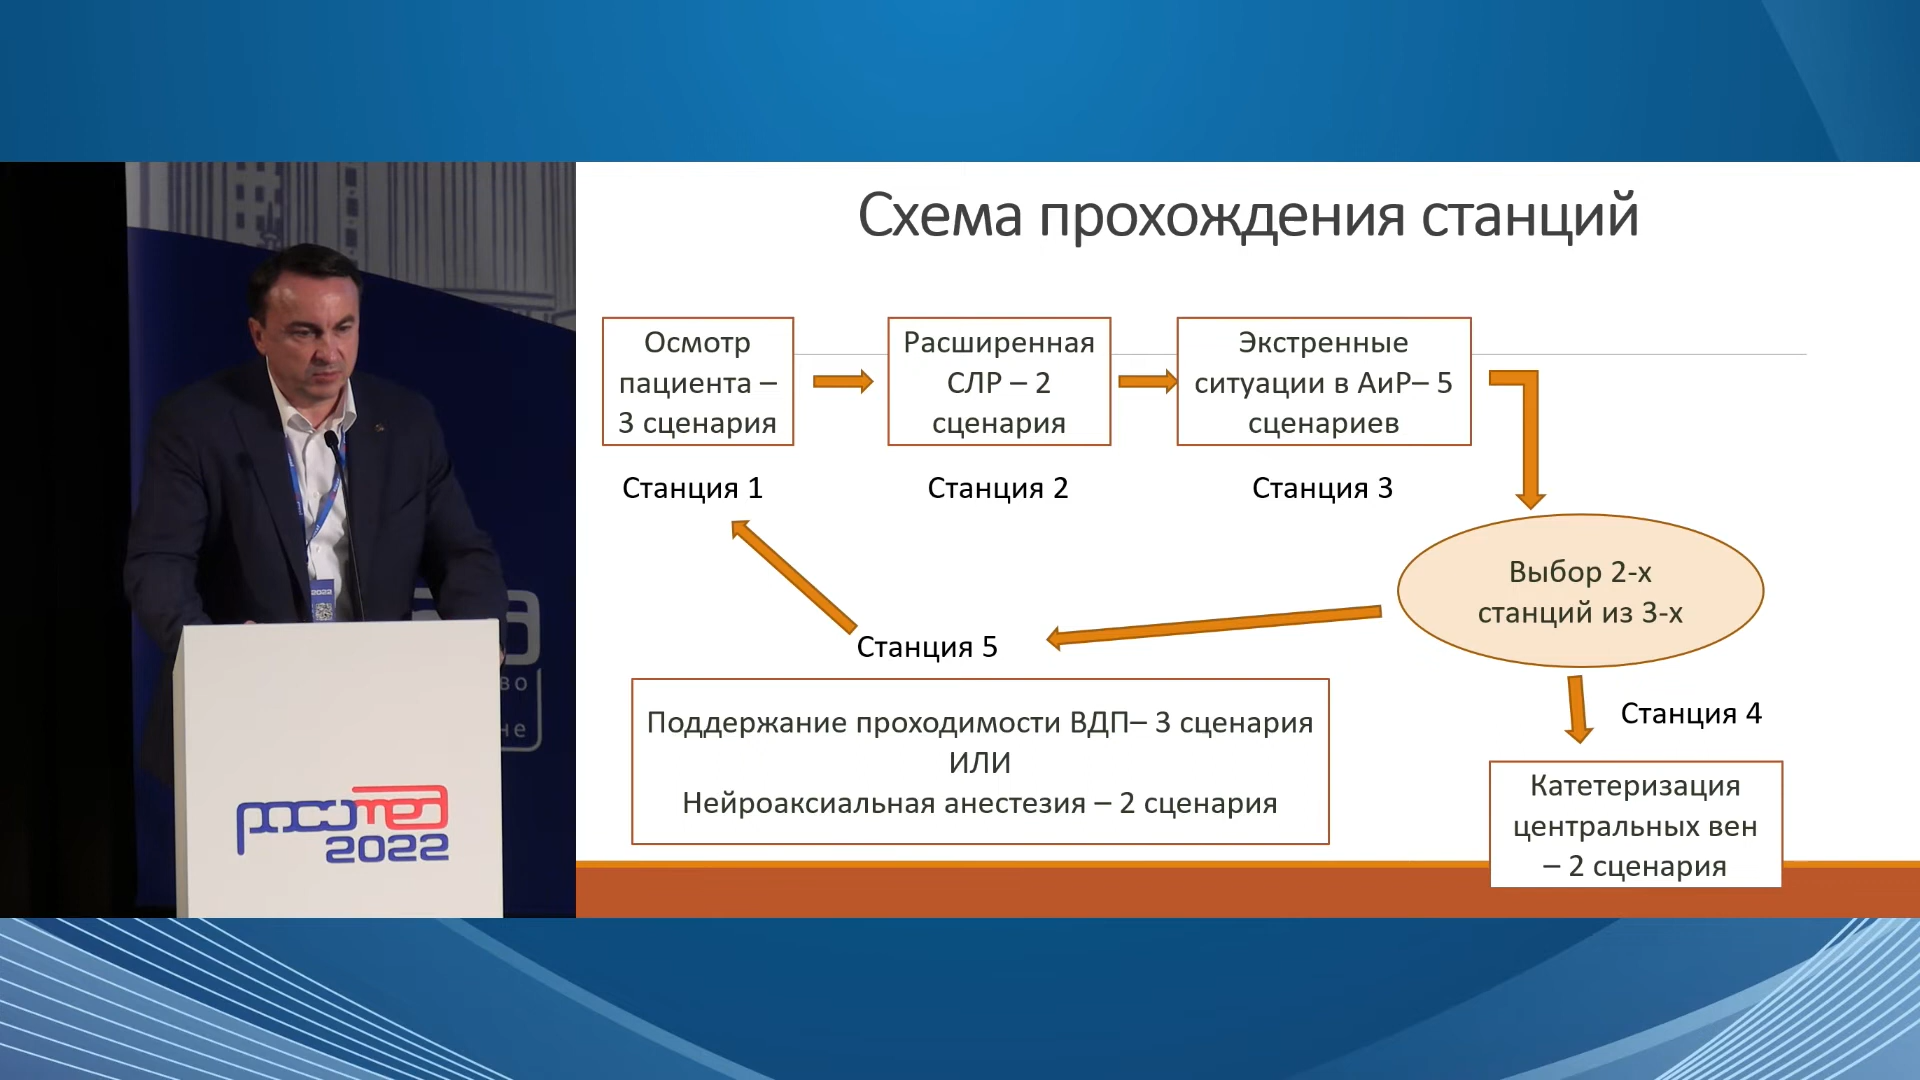 Схема прохождения станций
Осмотр
пациента –
3 сценария
Расширенная
СЛР – 2
сценария
Экстренные
ситуации в АиР– 5
сценариев
Станция 1
Станция 2
Станция 3
Выбор 2-х
станций из 3-х
Станция 5
Поддержание проходимости ВДП– 3 сценария
ИЛИ
Нейроаксиальная анестезия – 2 сценария
Станция 4
Катетеризация
центральных вен
– 2 сценария
2022
росомед
2022